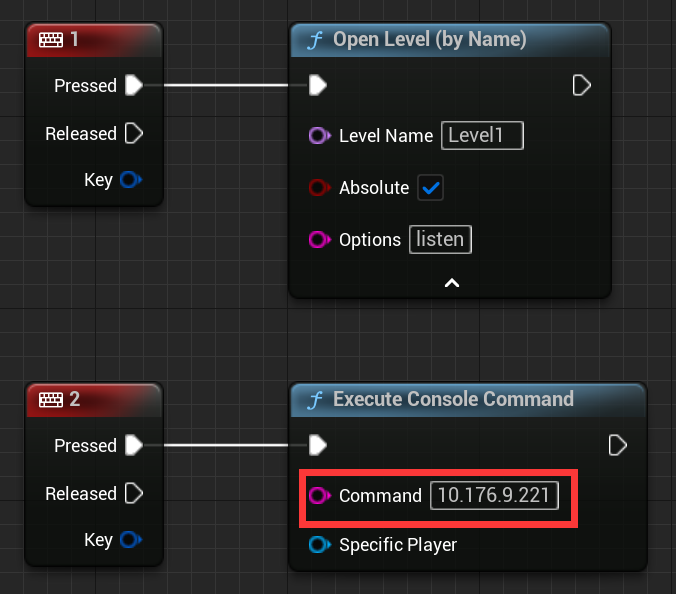 1
Pressed
Released
Key
Open Level (by Name)
Level Name Level1
Absolute
Options listen
2
Pressed
Released
Key
Execute Console Command
Command 10.176.9.221
Specific Player